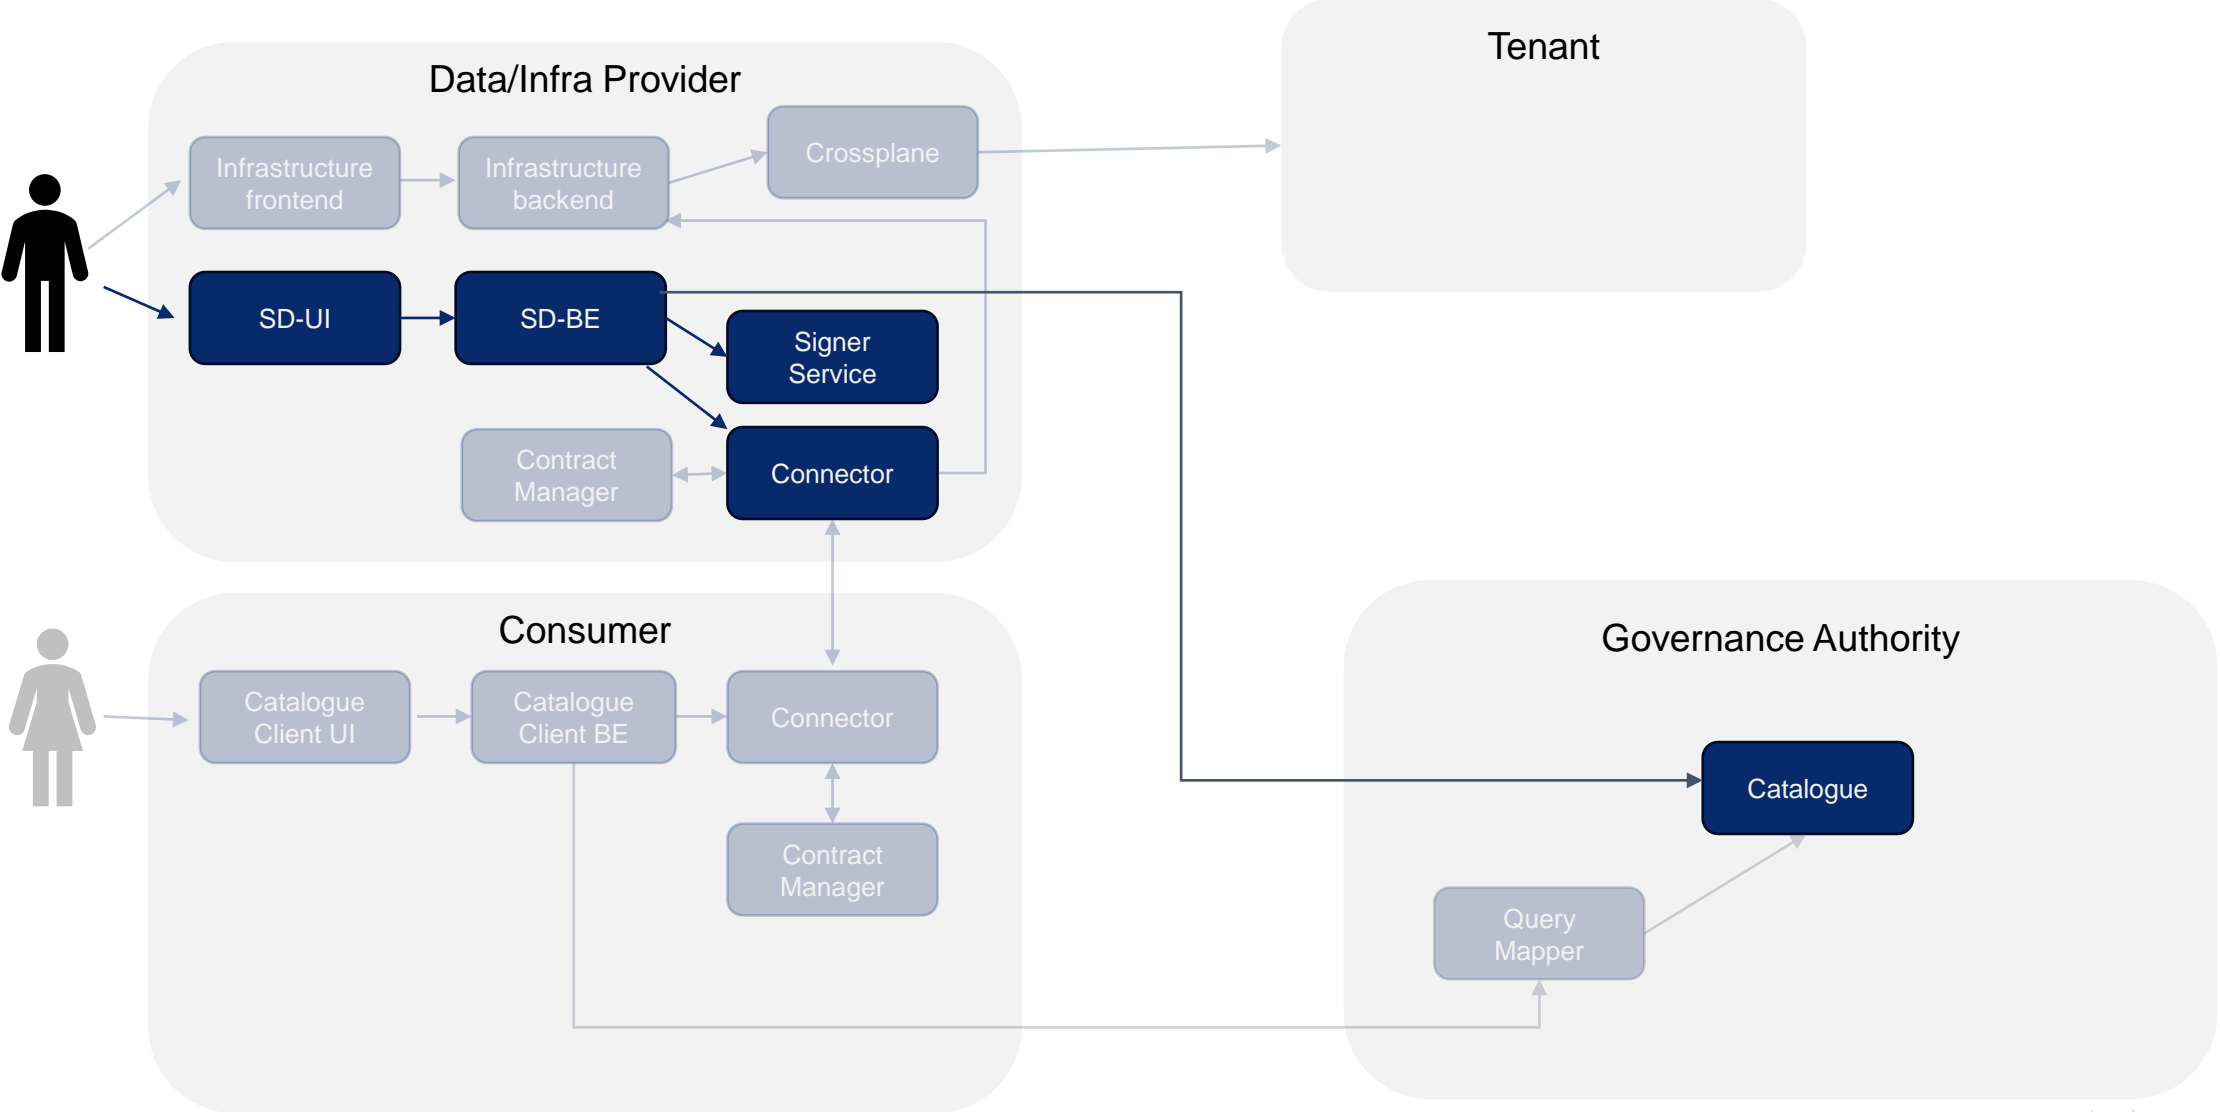 Tenant
Data/Infra Provider
Crossplane
Infrastructure
frontend
Infrastructure
backend
SD-UI
SD-BE
Signer
Service
Contract
Manager
Connector
Consumer
Governance Authority
Catalogue
Client UI
Catalogue
Client BE
Connector
Catalogue
Contract
Manager
Query
Mapper